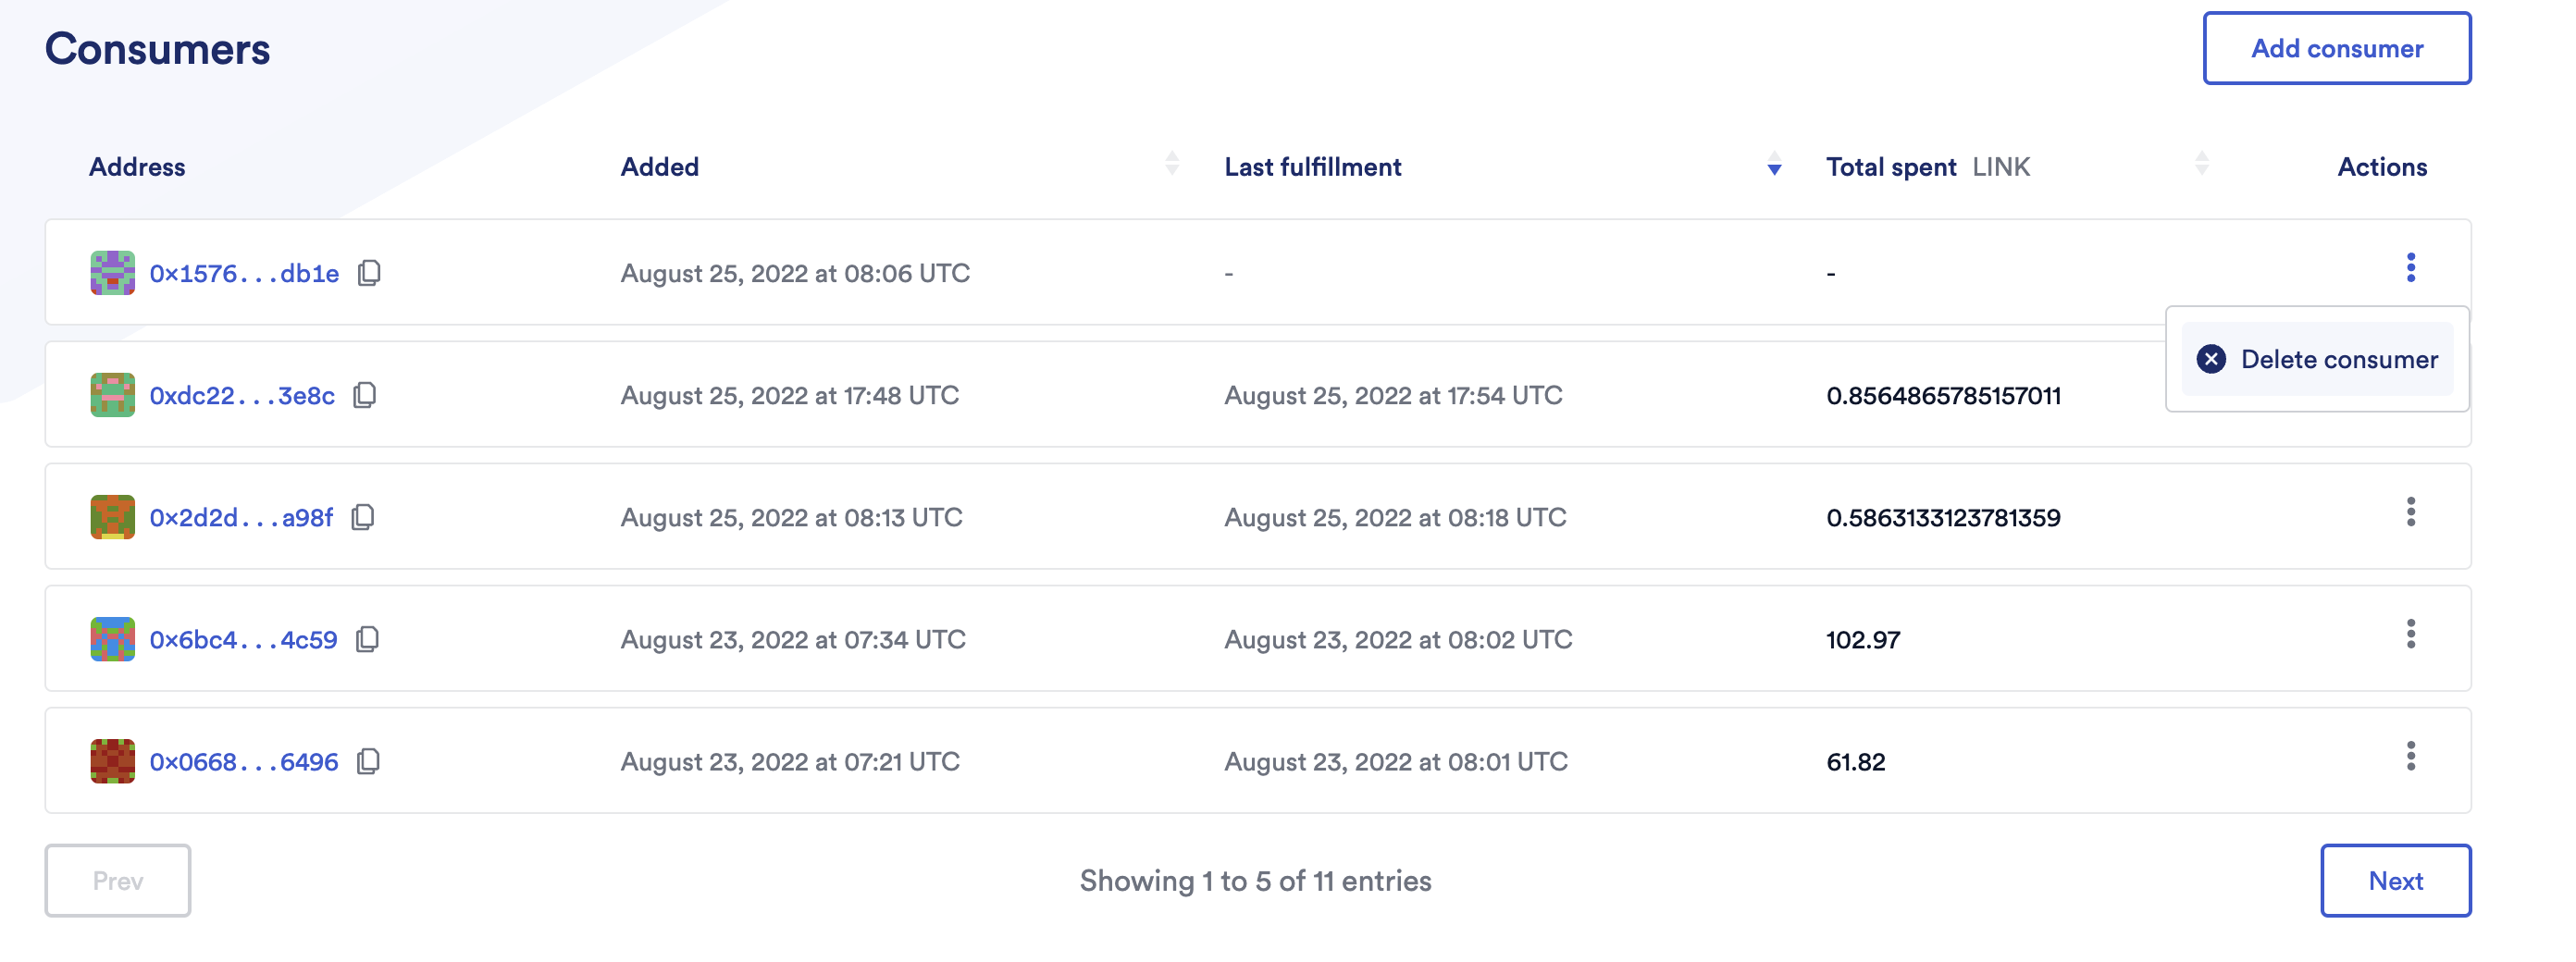 Consumers
Add consumer
Address Added Last fulfillment Total spent LINK Actions
0x1576...db1e August 25, 2022 at 08:06 UTC - -
Delete consumer
0xdc22...3e8c August 25, 2022 at 17:48 UTC August 25, 2022 at 17:54 UTC 0.8564865785157011
0x2d2d...a98f August 25, 2022 at 08:13 UTC August 25, 2022 at 08:18 UTC 0.5863133123781359
0x6bc4...4c59 August 23, 2022 at 07:34 UTC August 23, 2022 at 08:02 UTC 102.97
0x0668...6496 August 23, 2022 at 07:21 UTC August 23, 2022 at 08:01 UTC 61.82
Prev Showing 1 to 5 of 11 entries Next